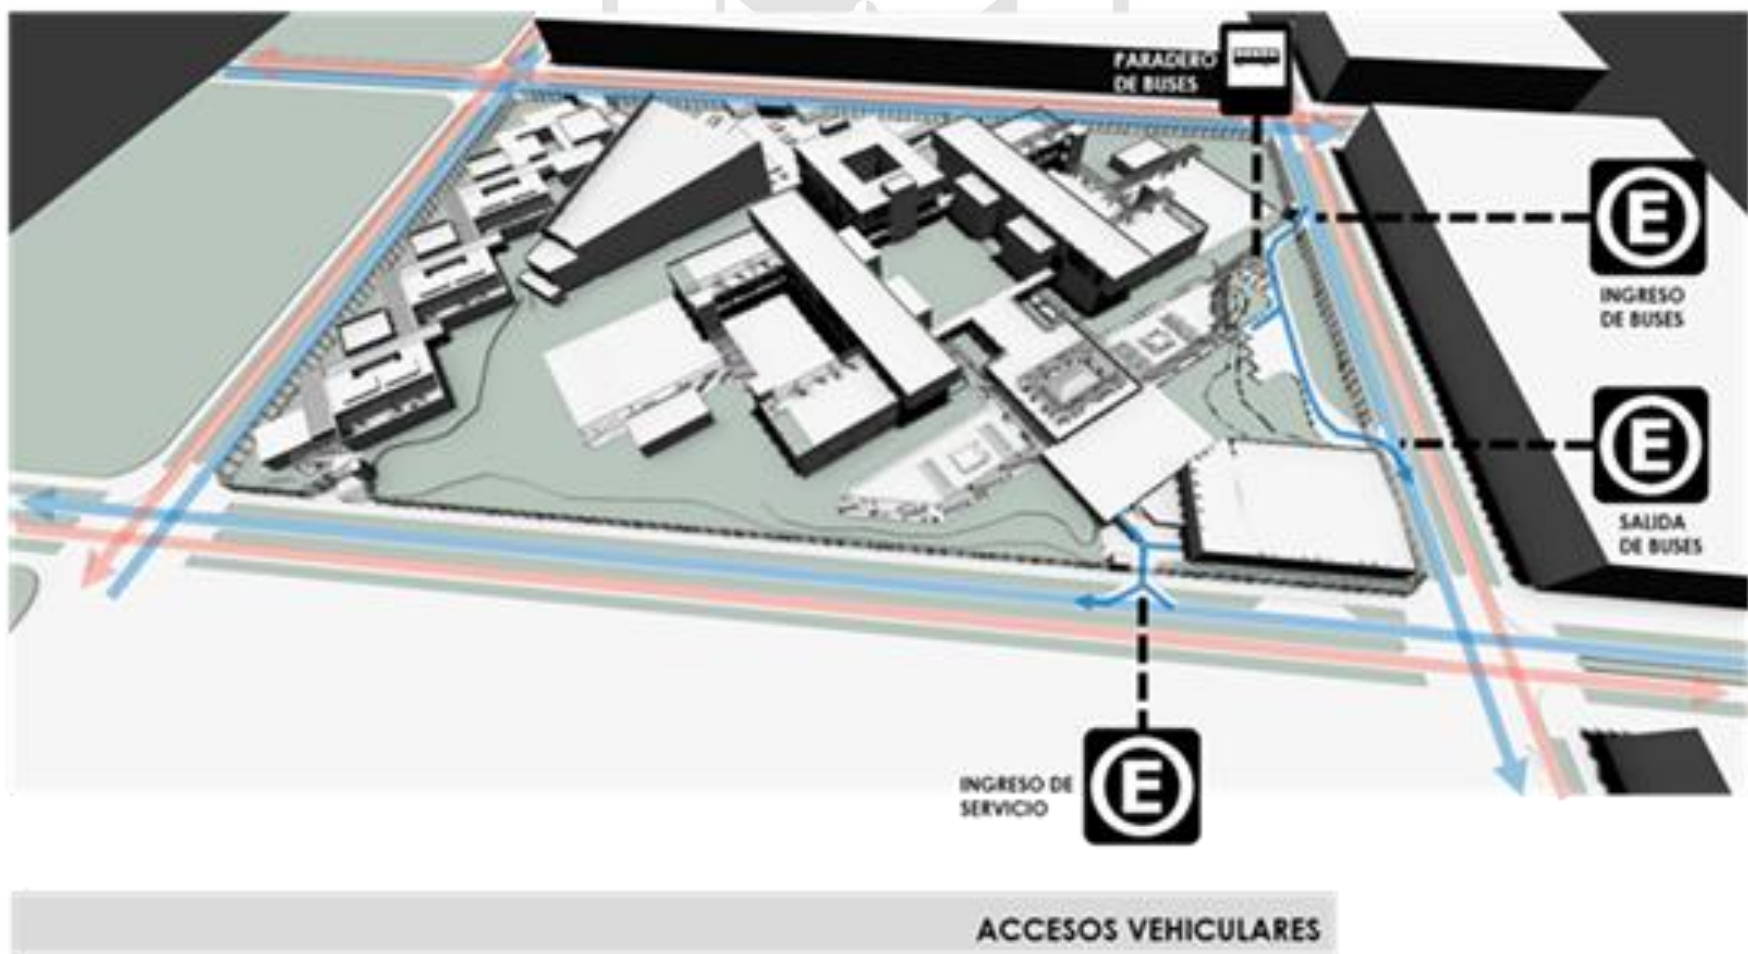 PARADERO
DE BUSES
E
INGRESO
DE BUSES
E
SALIDA
DE BUSES
INGRESO DE
SERVICIO
E
ACCESOS VEHICULARES